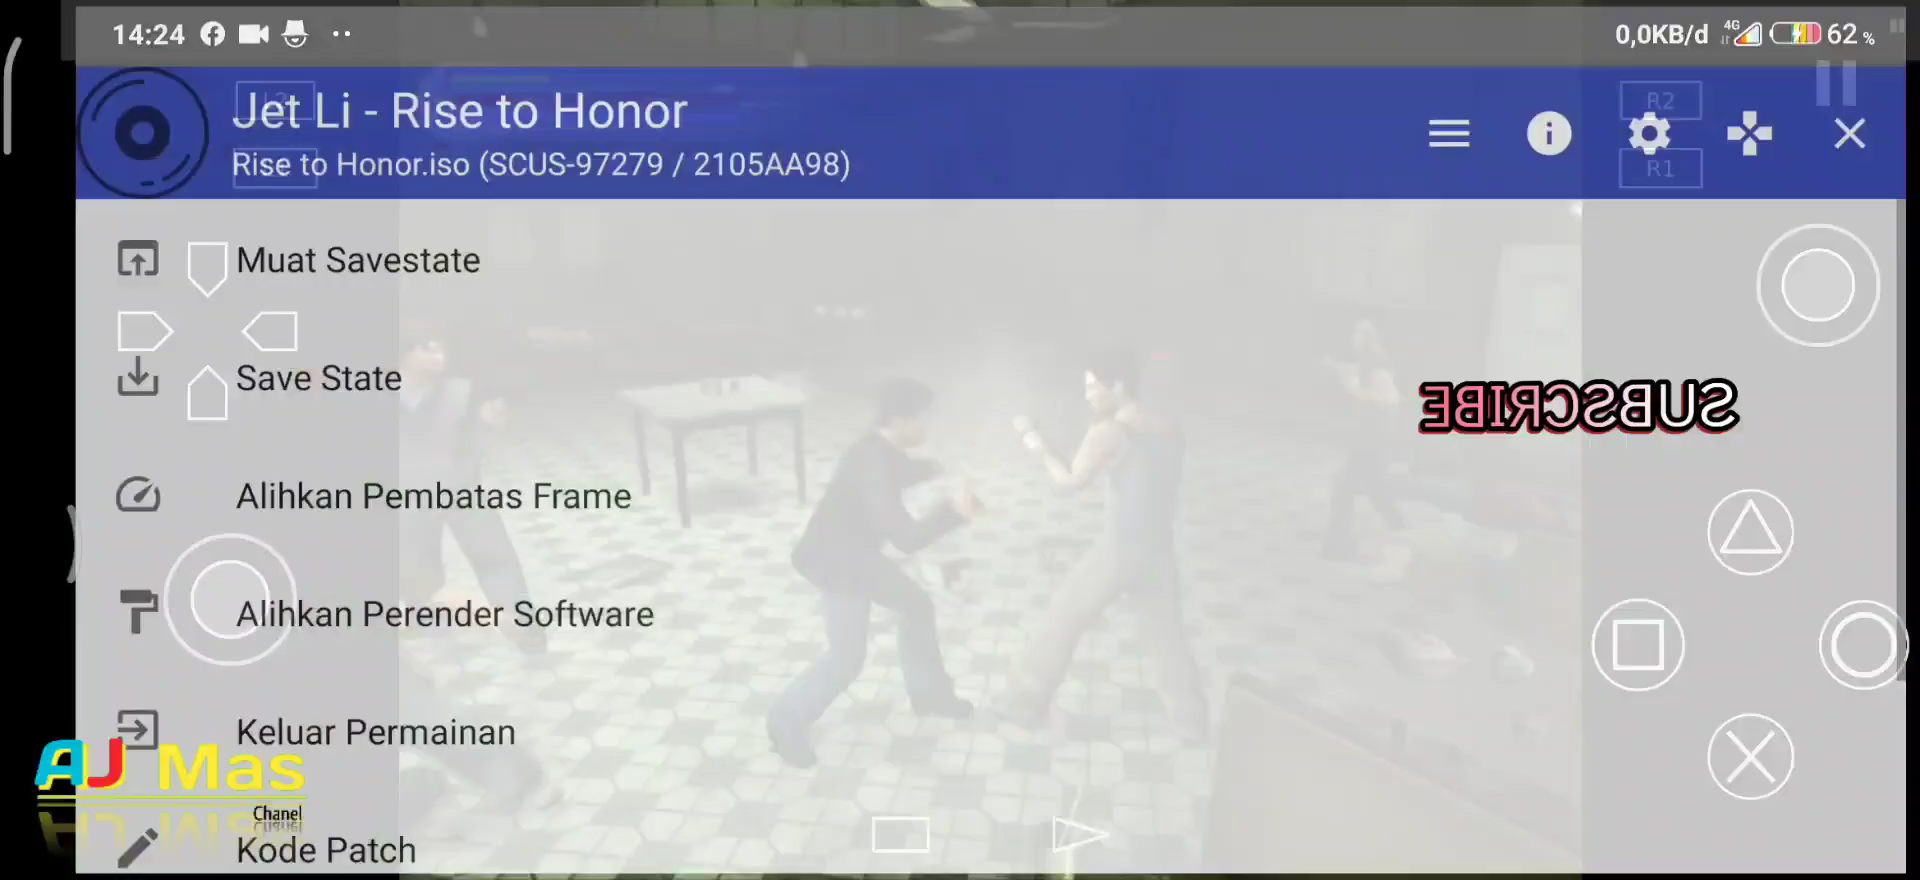 14:24
0,0KB/d 4G 62 %
Jet Li - Rise to Honor
Rise to Honor.iso (SCUS-97279 / 2105AA98)
R2
R1
Muat Savestate
Save State
SUBSCRIBE
Alihkan Pembatas Frame
Alihkan Perender Software
Keluar Permainan
AJ Mas
Chanel
Kode Patch